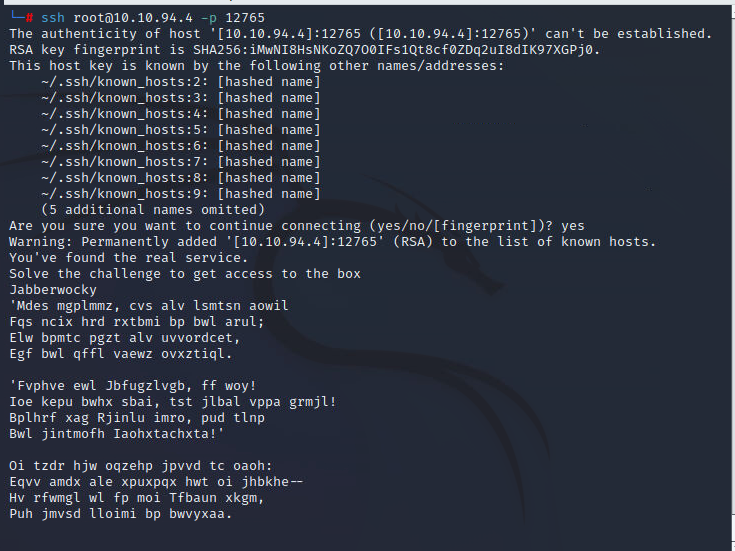 └─# ssh root@10.10.94.4 -p 12765
The authenticity of host '[10.10.94.4]:12765 ([10.10.94.4]:12765)' can't be established.
RSA key fingerprint is SHA256:iMwNI8HsNKoZQ7O0IFs1Qt8cf0ZDq2uI8dIK97XGPj0.
This host key is known by the following other names/addresses:
    ~/.ssh/known_hosts:2: [hashed name]
    ~/.ssh/known_hosts:3: [hashed name]
    ~/.ssh/known_hosts:4: [hashed name]
    ~/.ssh/known_hosts:5: [hashed name]
    ~/.ssh/known_hosts:6: [hashed name]
    ~/.ssh/known_hosts:7: [hashed name]
    ~/.ssh/known_hosts:8: [hashed name]
    ~/.ssh/known_hosts:9: [hashed name]
    (5 additional names omitted)
Are you sure you want to continue connecting (yes/no/[fingerprint])? yes
Warning: Permanently added '[10.10.94.4]:12765' (RSA) to the list of known hosts.
You've found the real service.
Solve the challenge to get access to the box
Jabberwocky
'Mdes mgplmmz, cvs alv lsmtsn aowil
Fqs ncix hrd rxtbmi bp bwl arul;
Elw bpmtc pgzt alv uvvordcet,
Egf bwl qffl vaewz ovxztiql.

'Fvphve ewl Jbfugzlvgb, ff woy!
Ioe kepu bwhx sbai, tst jlbal vppa grmjl!
Bplhrf xag Rjinlu imro, pud tlnp
Bwl jintmofh Iaohxtachxta!'

Oi tzdr hjw oqzehp jpvvd tc oaoh:
Eqvv amdx ale xpuxpqx hwt oi jhbkhe--
Hv rfwmgl wl fp moi Tfbaun xkgm,
Puh jmvsd lloimi bp bwvyxaa.